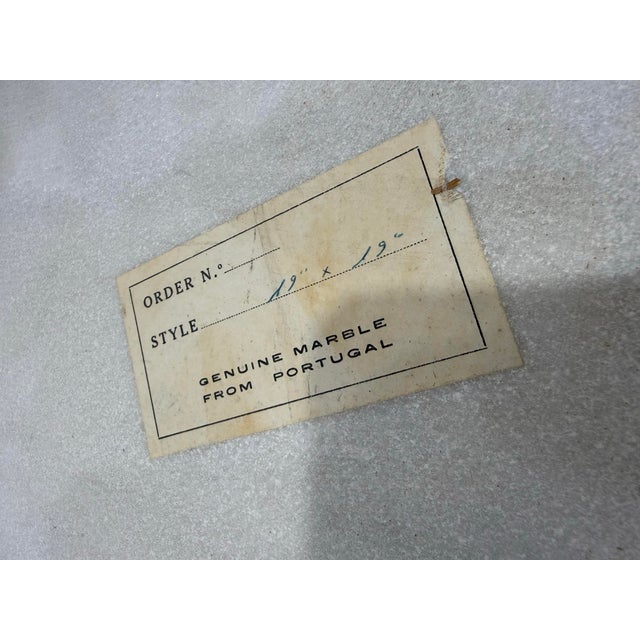 ORDER N.º
STYLE 19" x 19"
GENUINE MARBLE
FROM PORTUGAL